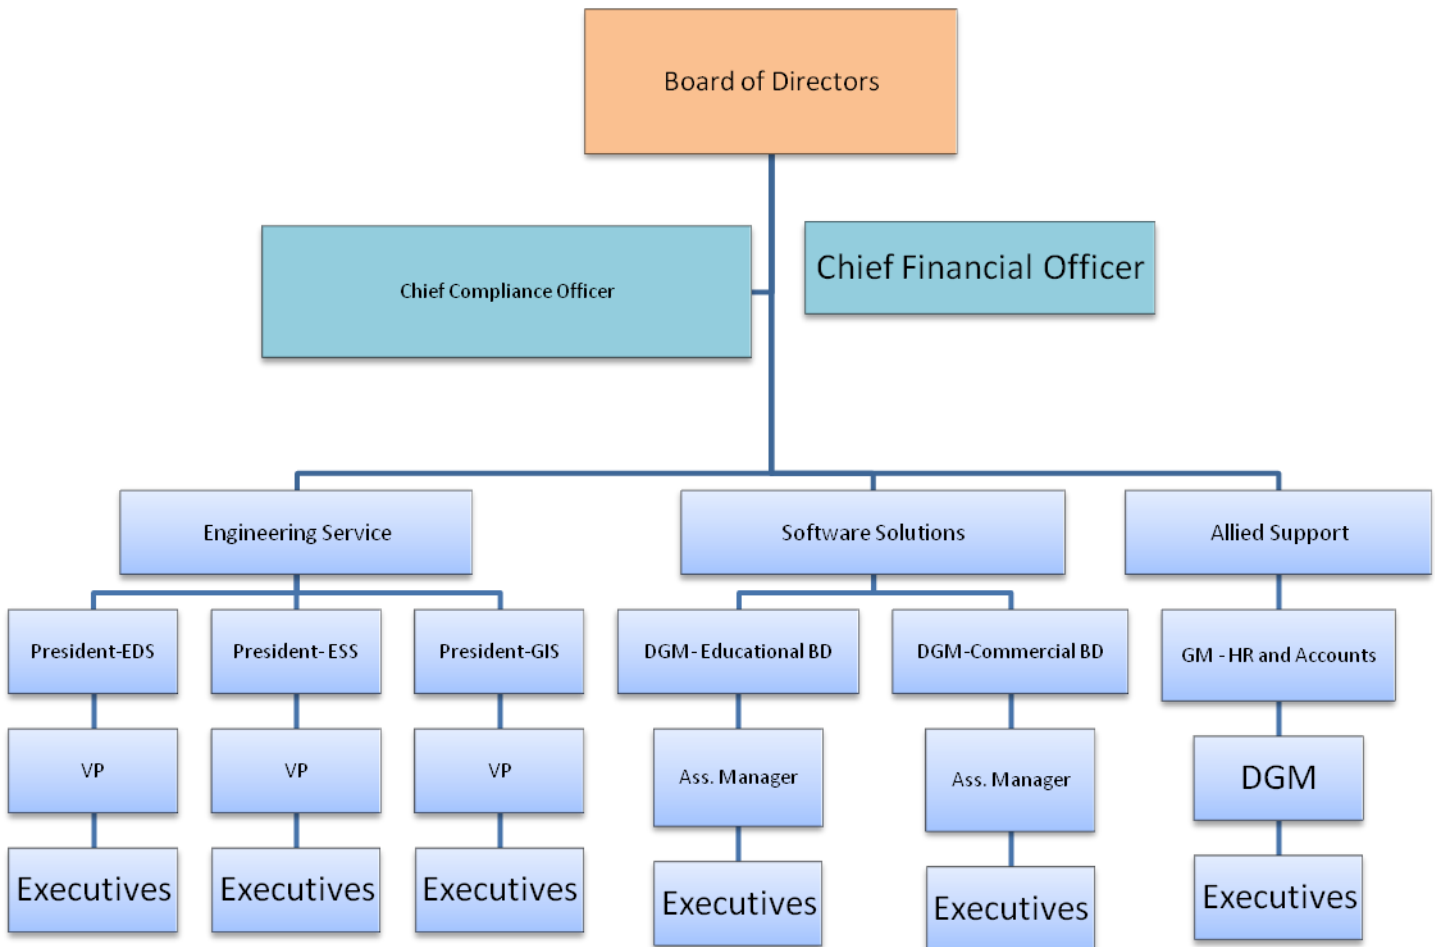 Board of Directors
Chief Compliance Officer
Chief Financial Officer
Engineering Service
Software Solutions
Allied Support
President-EDS
President- ESS
President-GIS
DGM- Educational BD
DGM-Commercial BD
GM - HR and Accounts
VP
VP
VP
Ass. Manager
Ass. Manager
DGM
Executives
Executives
Executives
Executives
Executives
Executives